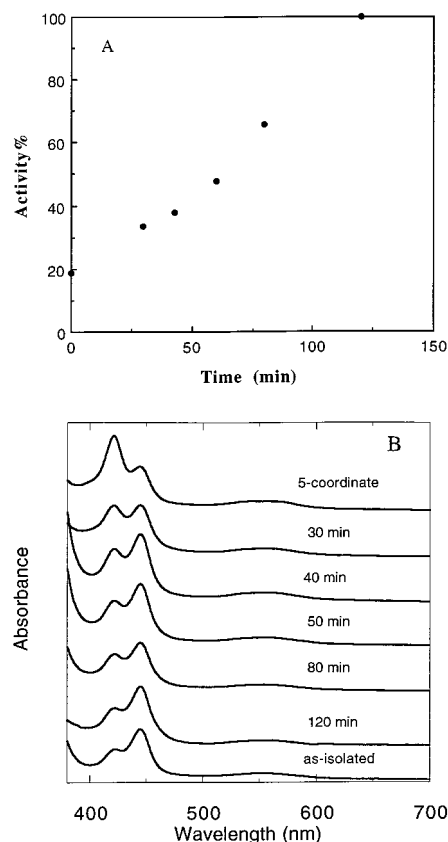 A
100
80
60
40
20
0
Activity%
0
50
100
150
Time (min)
B
5-coordinate
30 min
40 min
50 min
80 min
120 min
as-isolated
Absorbance
400
500
600
700
Wavelength (nm)